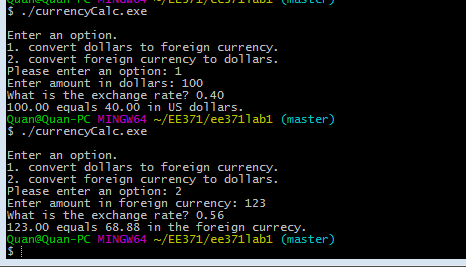 Quan@Quan-PC MINGW64 ~/EE371/ee371lab1 (master)
$ ./currencyCalc.exe
Enter an option.
1. convert dollars to foreign currency.
2. convert foreign currency to dollars.
Please enter an option: 1
Enter amount in dollars: 100
What is the exchange rate? 0.40
100.00 equals 40.00 in US dollars.
Quan@Quan-PC MINGW64 ~/EE371/ee371lab1 (master)
$ ./currencyCalc.exe
Enter an option.
1. convert dollars to foreign currency.
2. convert foreign currency to dollars.
Please enter an option: 2
Enter amount in foreign currency: 123
What is the exchange rate? 0.56
123.00 equals 68.88 in the foreign currecy.
Quan@Quan-PC MINGW64 ~/EE371/ee371lab1 (master)
$